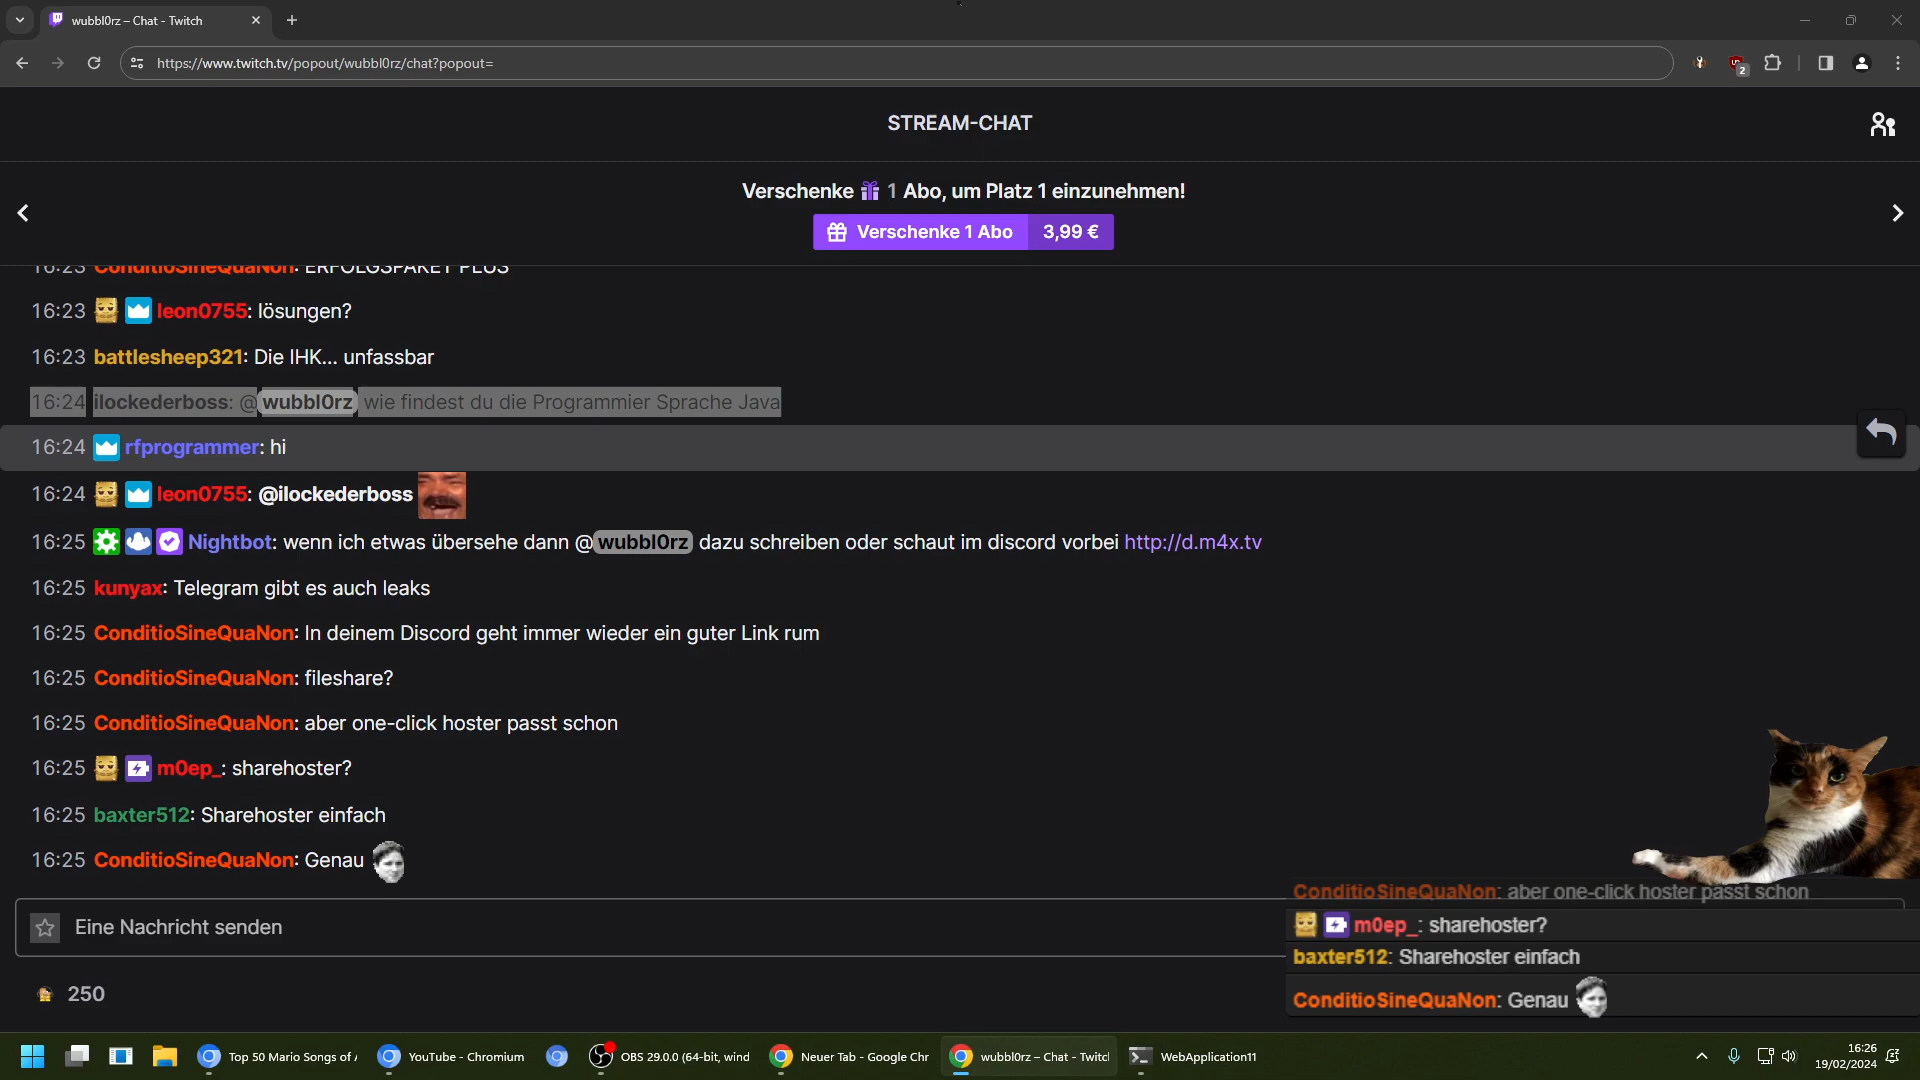 wubbl0rz – Chat - Twitch
https://www.twitch.tv/popout/wubbl0rz/chat?popout=
2
STREAM-CHAT
Verschenke 1 Abo, um Platz 1 einzunehmen!
Verschenke 1 Abo 3,99 €
16:23 ConditioSineQuaNon: ERFOLGSPAKET PLUS
16:23 leon0755: lösungen?
16:23 battlesheep321: Die IHK... unfassbar
16:24 ilockederboss: @wubbl0rz wie findest du die Programmier Sprache Java
16:24 rfprogrammer: hi
16:24 leon0755: @ilockederboss
16:25 Nightbot: wenn ich etwas übersehe dann @wubbl0rz dazu schreiben oder schaut im discord vorbei http://d.m4x.tv
16:25 kunyax: Telegram gibt es auch leaks
16:25 ConditioSineQuaNon: In deinem Discord geht immer wieder ein guter Link rum
16:25 ConditioSineQuaNon: fileshare?
16:25 ConditioSineQuaNon: aber one-click hoster passt schon
16:25 m0ep_: sharehoster?
16:25 baxter512: Sharehoster einfach
16:25 ConditioSineQuaNon: Genau
Eine Nachricht senden
250
ConditioSineQuaNon: aber one-click hoster passt schon
m0ep_: sharehoster?
baxter512: Sharehoster einfach
ConditioSineQuaNon: Genau
Top 50 Mario Songs of
YouTube - Chromium
OBS 29.0.0 (64-bit, wind
Neuer Tab - Google Chr
wubbl0rz – Chat - Twitc
WebApplication11
16:26
19/02/2024